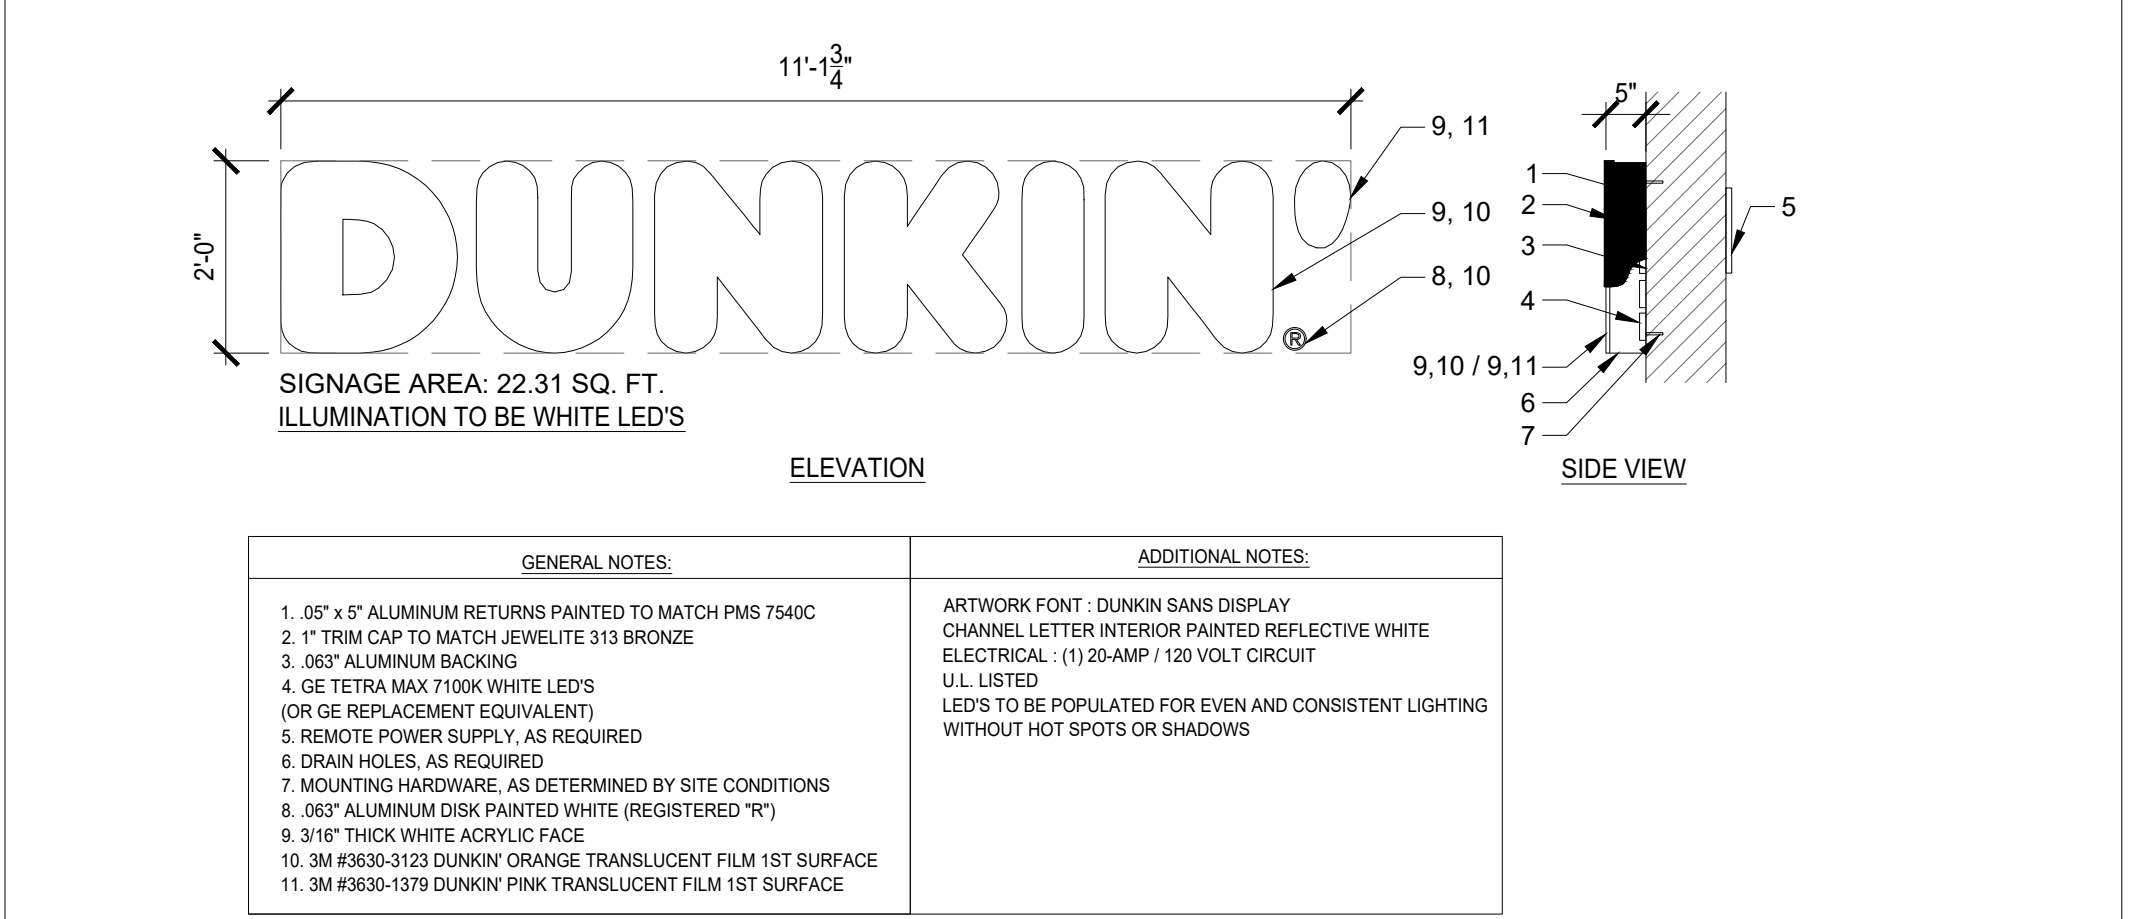 11'-1 3/4"
2'-0"
DUNKIN'
®
9, 11
9, 10
8, 10
SIGNAGE AREA: 22.31 SQ. FT.
ILLUMINATION TO BE WHITE LED'S
ELEVATION
5"
1
2
3
4
9,10 / 9,11
6
7
5
SIDE VIEW
GENERAL NOTES:
1. .05" x 5" ALUMINUM RETURNS PAINTED TO MATCH PMS 7540C
2. 1" TRIM CAP TO MATCH JEWELITE 313 BRONZE
3. .063" ALUMINUM BACKING
4. GE TETRA MAX 7100K WHITE LED'S
(OR GE REPLACEMENT EQUIVALENT)
5. REMOTE POWER SUPPLY, AS REQUIRED
6. DRAIN HOLES, AS REQUIRED
7. MOUNTING HARDWARE, AS DETERMINED BY SITE CONDITIONS
8. .063" ALUMINUM DISK PAINTED WHITE (REGISTERED "R")
9. 3/16" THICK WHITE ACRYLIC FACE
10. 3M #3630-3123 DUNKIN' ORANGE TRANSLUCENT FILM 1ST SURFACE
11. 3M #3630-1379 DUNKIN' PINK TRANSLUCENT FILM 1ST SURFACE
ADDITIONAL NOTES:
ARTWORK FONT : DUNKIN SANS DISPLAY
CHANNEL LETTER INTERIOR PAINTED REFLECTIVE WHITE
ELECTRICAL : (1) 20-AMP / 120 VOLT CIRCUIT
U.L. LISTED
LED'S TO BE POPULATED FOR EVEN AND CONSISTENT LIGHTING
WITHOUT HOT SPOTS OR SHADOWS